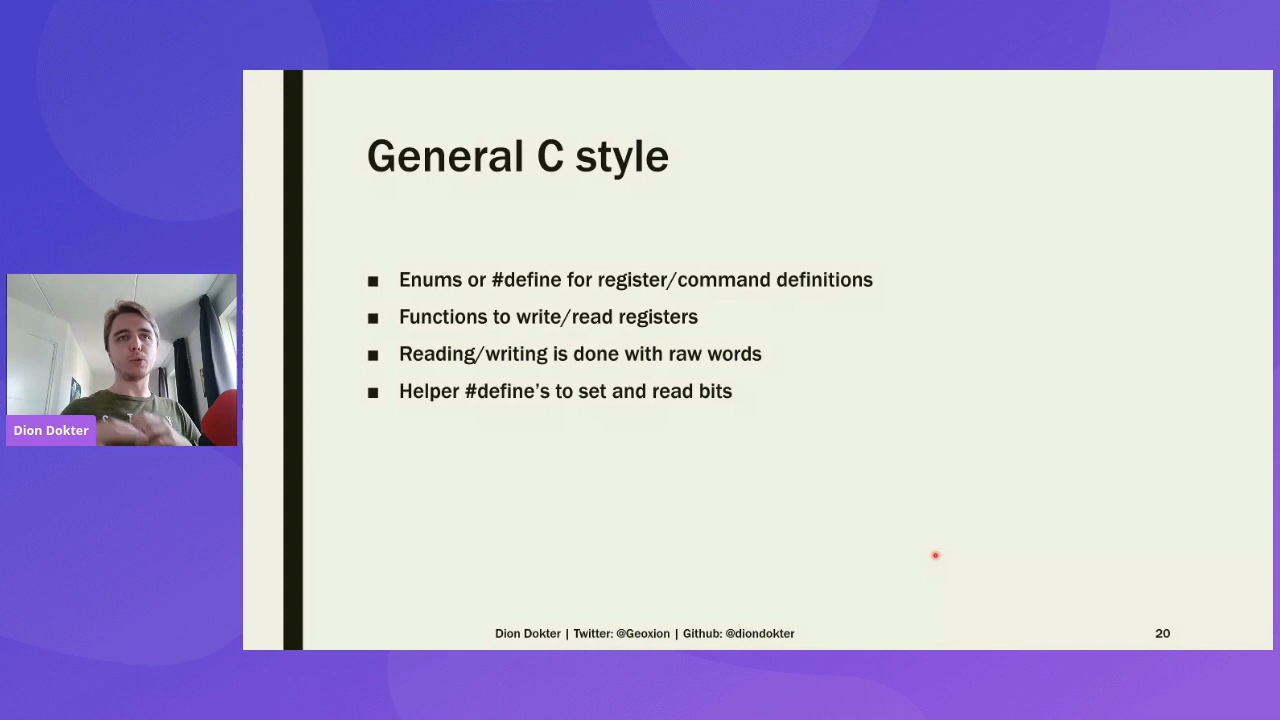 General C style
Enums or #define for register/command definitions
Functions to write/read registers
Reading/writing is done with raw words
Helper #define’s to set and read bits
Dion Dokter
Dion Dokter | Twitter: @Geoxion | Github: @diondokter
20